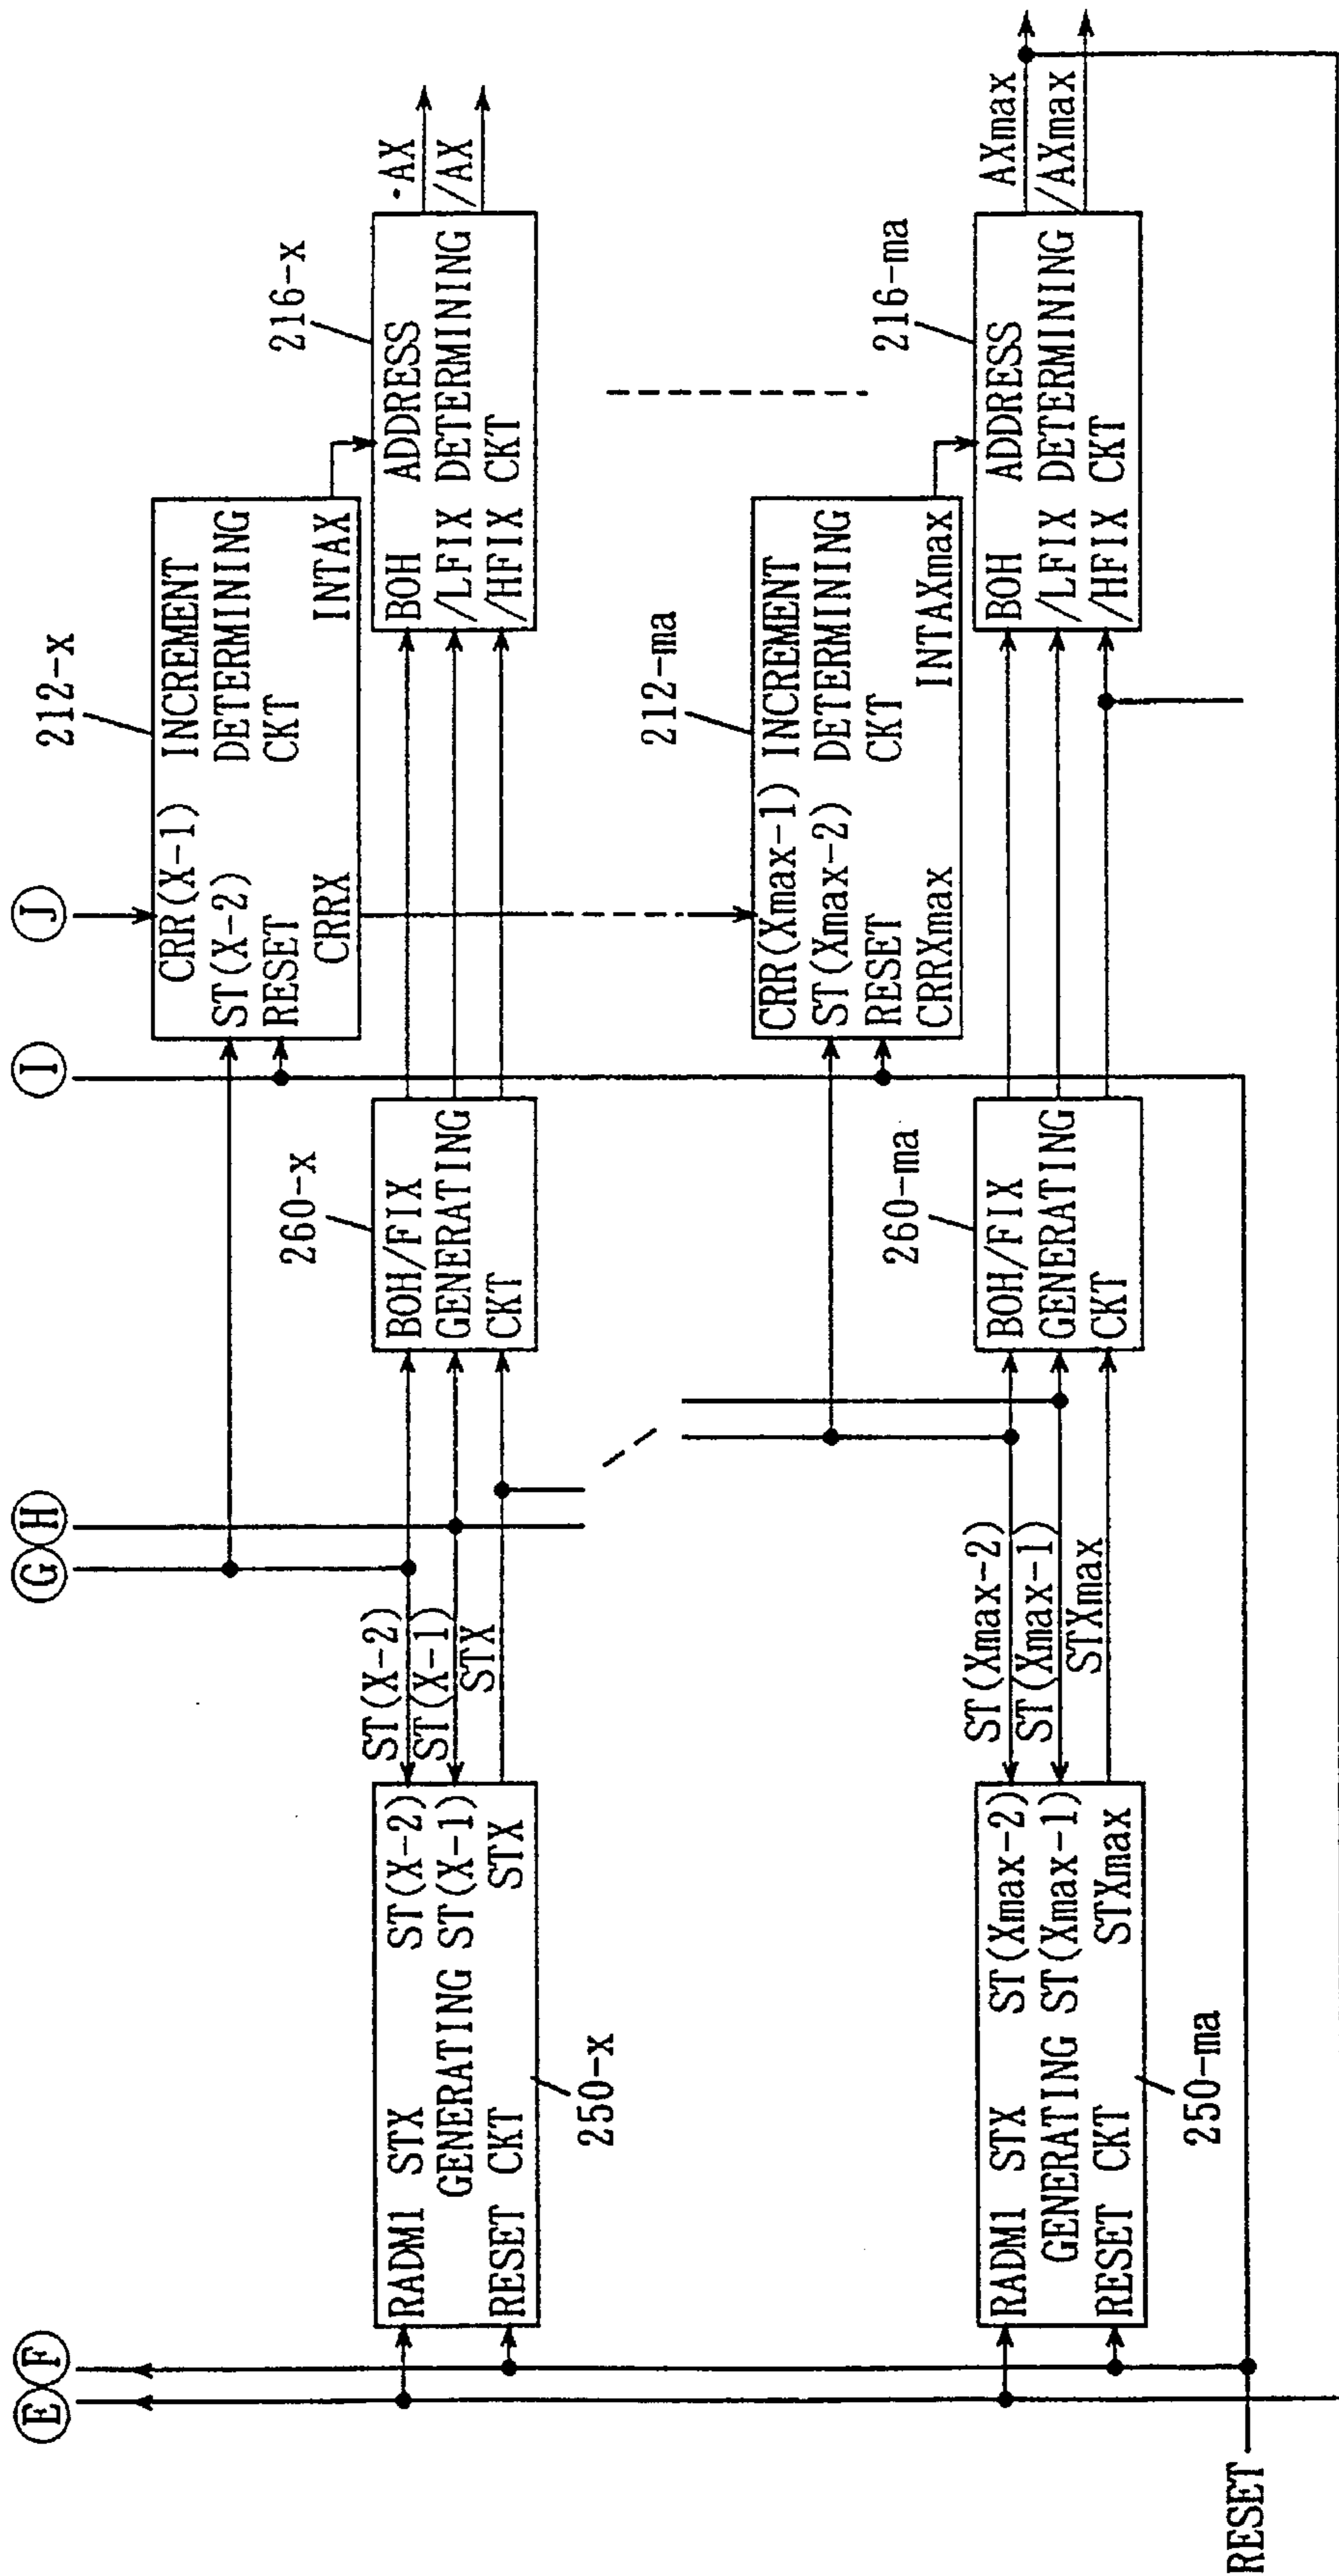 E F
G H
I
J
212-x
CRR(X-1) INCREMENT
ST(X-2) DETERMINING
RESET CKT
CRRX INTAX
216-x
BOH ADDRESS
/LFIX DETERMINING
/HFIX CKT
·AX
/AX
260-x
BOH/FIX
GENERATING
CKT
ST(X-2)
ST(X-1)
STX
RADM1 STX ST(X-2)
GENERATING ST(X-1)
RESET CKT STX
250-x
212-ma
CRR(Xmax-1) INCREMENT
ST(Xmax-2) DETERMINING
RESET CKT
CRRXmax INTAXmax
216-ma
BOH ADDRESS
/LFIX DETERMINING
/HFIX CKT
AXmax
/AXmax
260-ma
BOH/FIX
GENERATING
CKT
ST(Xmax-2)
ST(Xmax-1)
STXmax
RADM1 STX ST(Xmax-2)
GENERATING ST(Xmax-1)
RESET CKT STXmax
250-ma
RESET